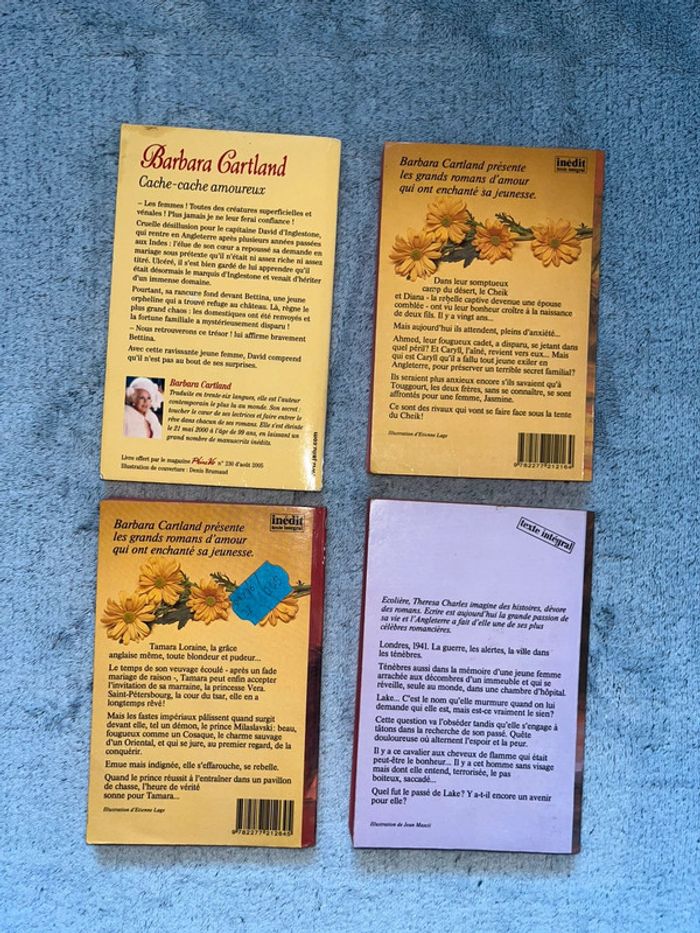 Barbara Cartland
Cache-cache amoureux
– Les femmes ! Toutes des créatures superficielles et
vénales ! Plus jamais je ne leur ferai confiance !
Cruelle désillusion pour le capitaine David d'Inglestone,
qui rentre en Angleterre après plusieurs années passées
aux Indes : l'élue de son cœur a repoussé sa demande en
mariage sous prétexte qu'il n'était ni assez riche ni assez
titré. Ulcéré, il s'est bien gardé de lui apprendre qu'il
était désormais le marquis d'Inglestone et venait d'hériter
d'un immense domaine.
Pourtant, sa rancune fond devant Bettina, une jeune
orpheline qui a trouvé refuge au château. Là, règne le
plus grand chaos : les domestiques ont été renvoyés et
la fortune familiale a mystérieusement disparu !
– Nous retrouverons ce trésor ! lui affirme bravement
Bettina.
Avec cette ravissante jeune femme, David comprend
qu'il n'est pas au bout de ses surprises.
Barbara Cartland
Traduite en trente-six langues, elle est l'auteur
contemporain le plus lu au monde. Son secret :
toucher le cœur de ses lectrices et faire entrer le
rêve dans chacun de ses romans. Elle s'est éteinte
le 21 mai 2000 à l'âge de 99 ans, en laissant un
grand nombre de manuscrits inédits.
Livre offert par le magazine n° 230 d'août 2005
Illustration de couverture : Denis Brumaud
Barbara Cartland présente
les grands romans d'amour
qui ont enchanté sa jeunesse.
inédit
texte intégral
Dans leur somptueux
camp du désert, le Cheik
et Diana - la rebelle captive devenue une épouse
comblée - ont vu leur bonheur croître à la naissance
de deux fils. Il y a vingt ans...
Mais aujourd'hui ils attendent, pleins d'anxiété...
Ahmed, leur fougueux cadet, a disparu, se jetant dans
quel péril? Et Caryll, l'aîné, revient vers eux... Mais
qui est Caryll qu'il a fallu tout jeune exiler en
Angleterre, pour préserver un terrible secret familial?
Ils seraient plus anxieux encore s'ils savaient qu'à
Touggourt, les deux frères, sans se connaître, se sont
affrontés pour une femme, Jasmine.
Ce sont des rivaux qui vont se faire face sous la tente
du Cheik!
Illustration d'Etienne Lage
9 782277 212164
Barbara Cartland présente
les grands romans d'amour
qui ont enchanté sa jeunesse.
inédit
texte intégral
Tamara Loraine, la grâce
anglaise même, toute blondeur et pudeur...
Le temps de son veuvage écoulé - après un fade
mariage de raison -, Tamara peut enfin accepter
l'invitation de sa marraine, la princesse Vera.
Saint-Pétersbourg, la cour du tsar, elle en a
longtemps rêvé!
Mais les fastes impériaux pâlissent quand surgit
devant elle, tel un démon, le prince Milaslavski: beau,
fougueux comme un Cosaque, le charme sauvage
d'un Oriental, et qui se jure, au premier regard, de la
conquérir.
Emue mais indignée, elle s'effarouche, se rebelle.
Quand le prince réussit à l'entraîner dans un pavillon
de chasse, l'heure de vérité
sonne pour Tamara...
Illustration d'Etienne Lage
9 782277 212645
texte intégral
Ecolière, Theresa Charles imagine des histoires, dévore
des romans. Ecrire est aujourd'hui la grande passion de
sa vie et l'Angleterre a fait d'elle une de ses plus
célèbres romancières.
Londres, 1941. La guerre, les alertes, la ville dans
les ténèbres.
Ténèbres aussi dans la mémoire d'une jeune femme
arrachée aux décombres d'un immeuble et qui se
réveille, seule au monde, dans une chambre d'hôpital.
Lake... C'est le nom qu'elle murmure quand on lui
demande qui elle est, mais est-ce vraiment le sien?
Cette question va l'obséder tandis qu'elle s'engage à
tâtons dans la recherche de son passé. Quête
douloureuse où alternent l'espoir et la peur.
Il y a ce cavalier aux cheveux de flamme qui était
peut-être le bonheur... Il y a cet homme sans visage
mais dont elle entend, terrorisée, le pas
boiteux, saccadé...
Quel fut le passé de Lake? Y a-t-il encore un avenir
pour elle?
Illustration de Jean Mascii